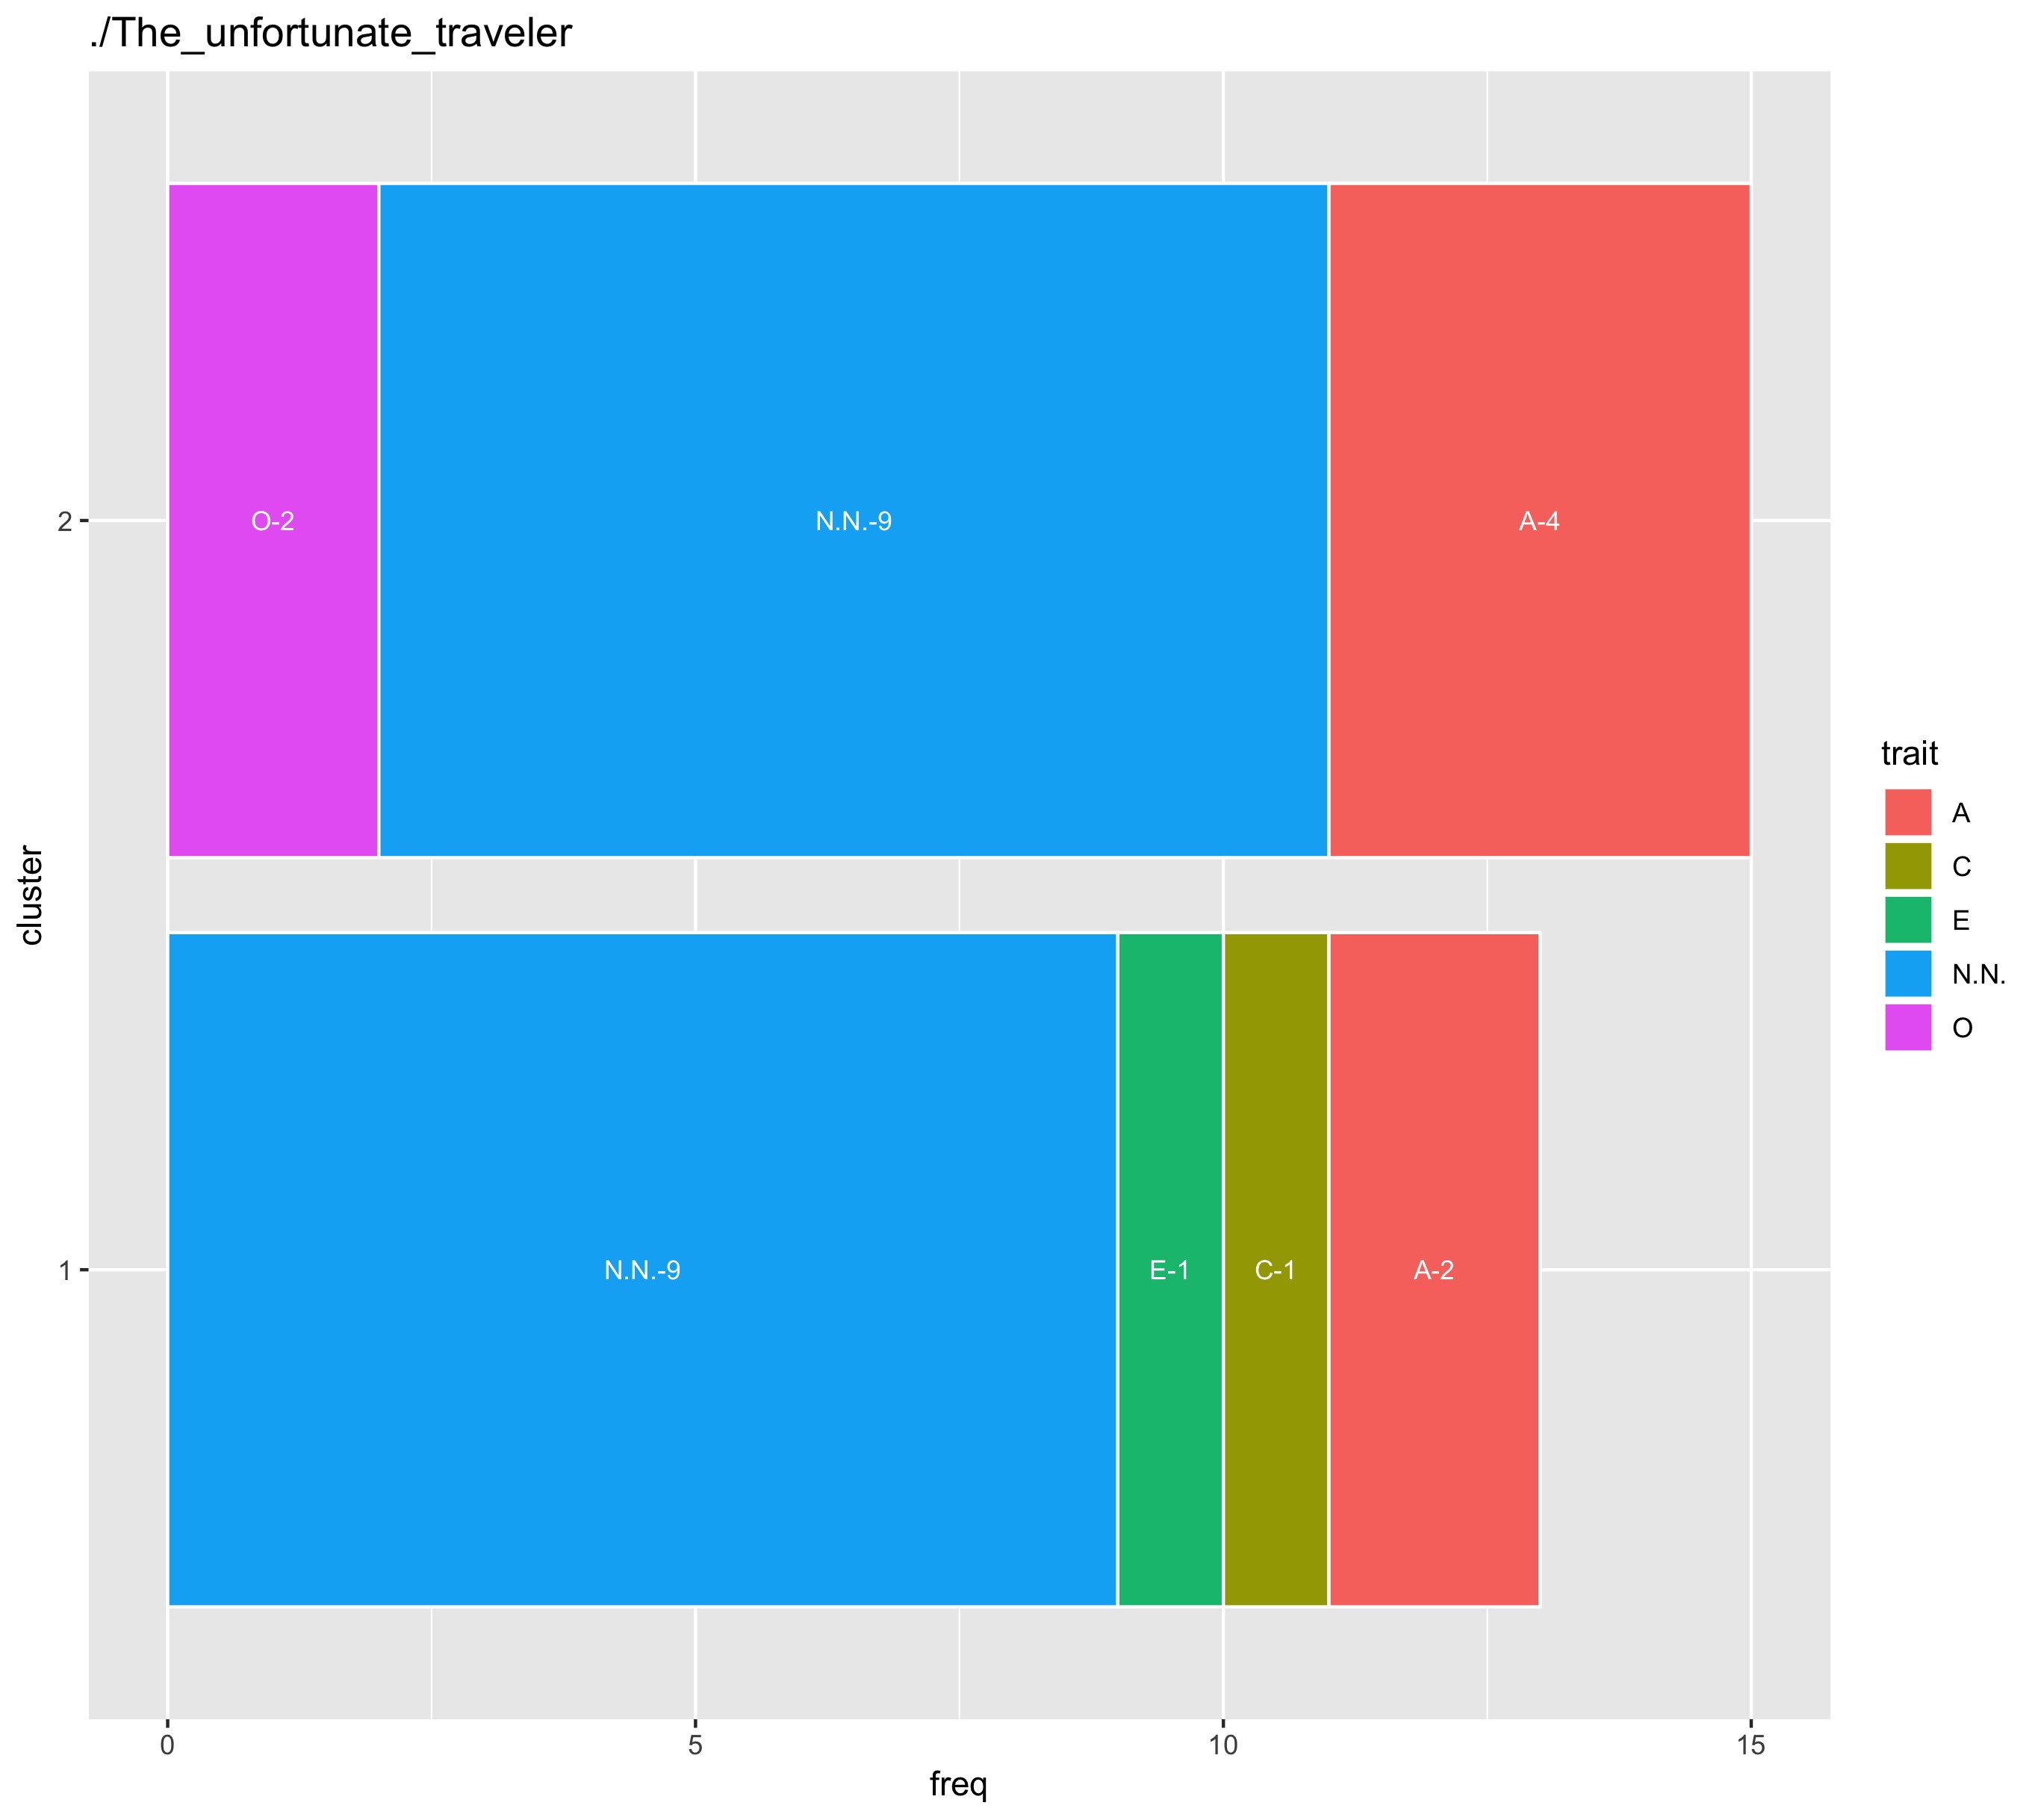 ./The_unfortunate_traveler
cluster
2
O-2 N.N.-9 A-4
1
N.N.-9 E-1 C-1 A-2
0 5 10 15
freq
trait
A
C
E
N.N.
O